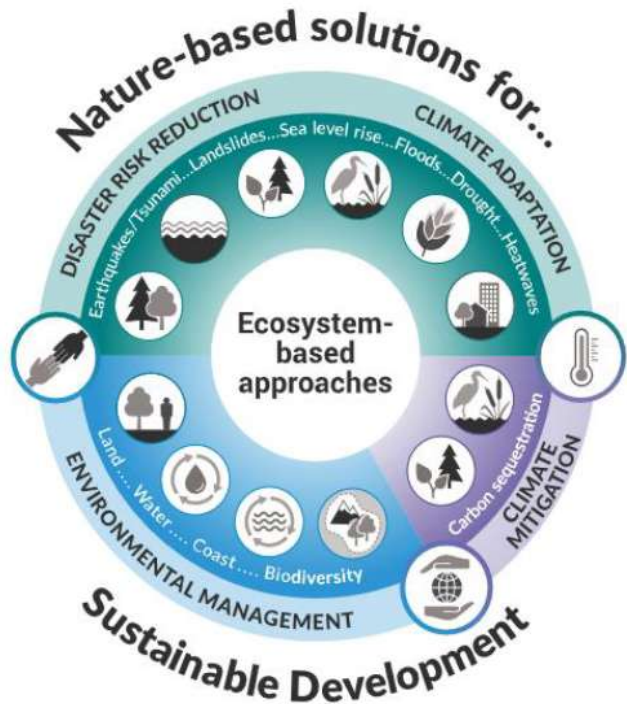 Nature-based solutions for...
DISASTER RISK REDUCTION
CLIMATE ADAPTATION
Earthquakes/Tsunami...Landslides...Sea level rise...Floods...Drought...Heatwaves
Ecosystem-
based
approaches
Carbon sequestration
CLIMATE
MITIGATION
Land .... Water .... Coast .... Biodiversity
ENVIRONMENTAL MANAGEMENT
Sustainable Development